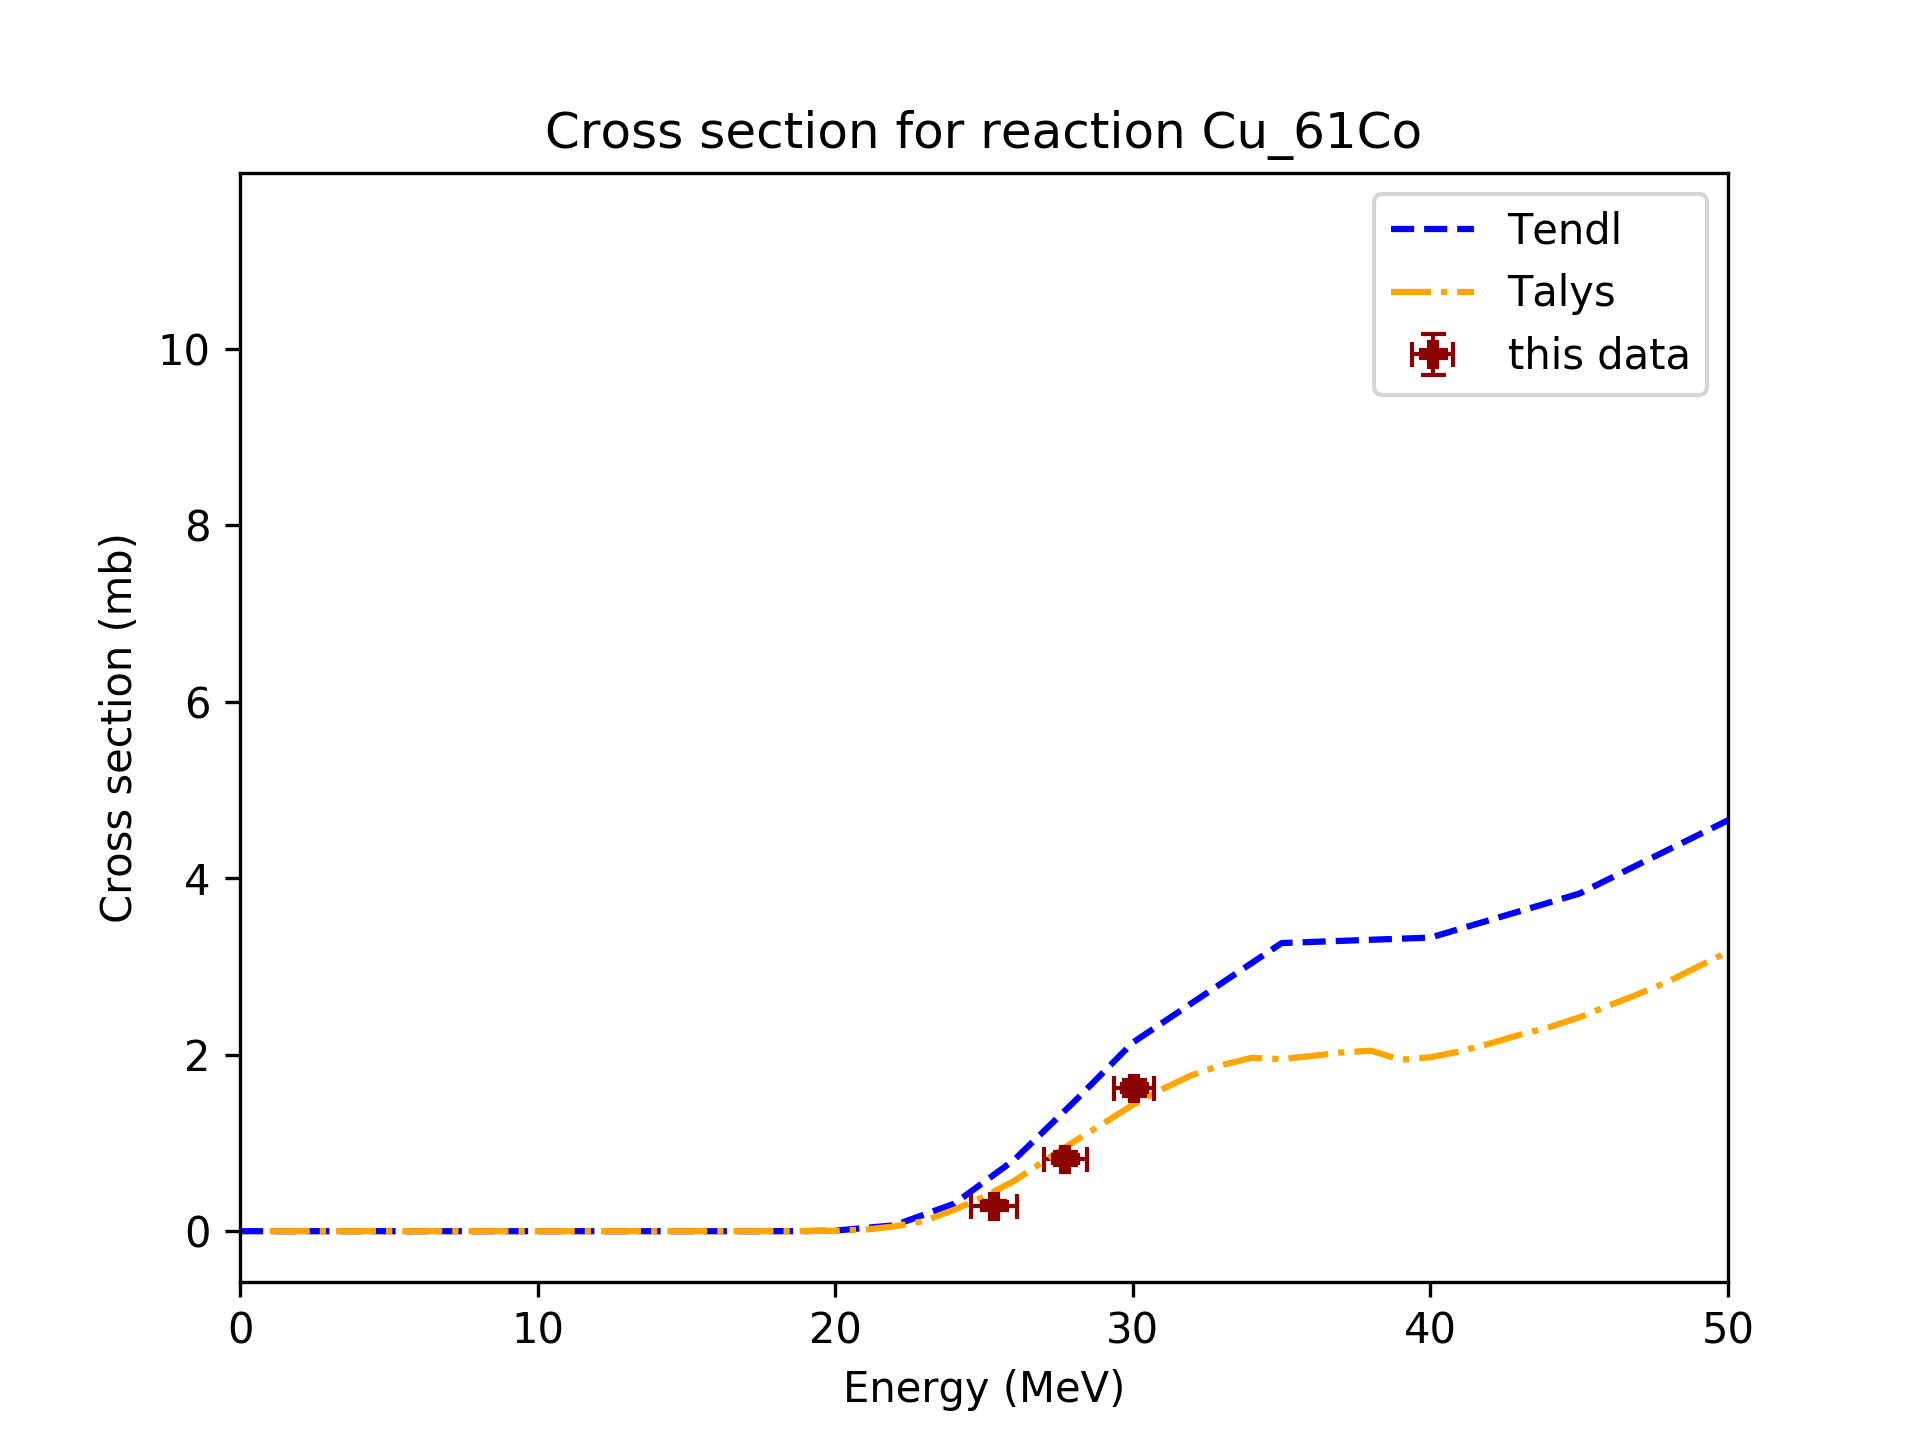 Cross section for reaction Cu_61Co
Tendl
Talys
this data
Cross section (mb)
10
8
6
4
2
0
0 10 20 30 40 50
Energy (MeV)